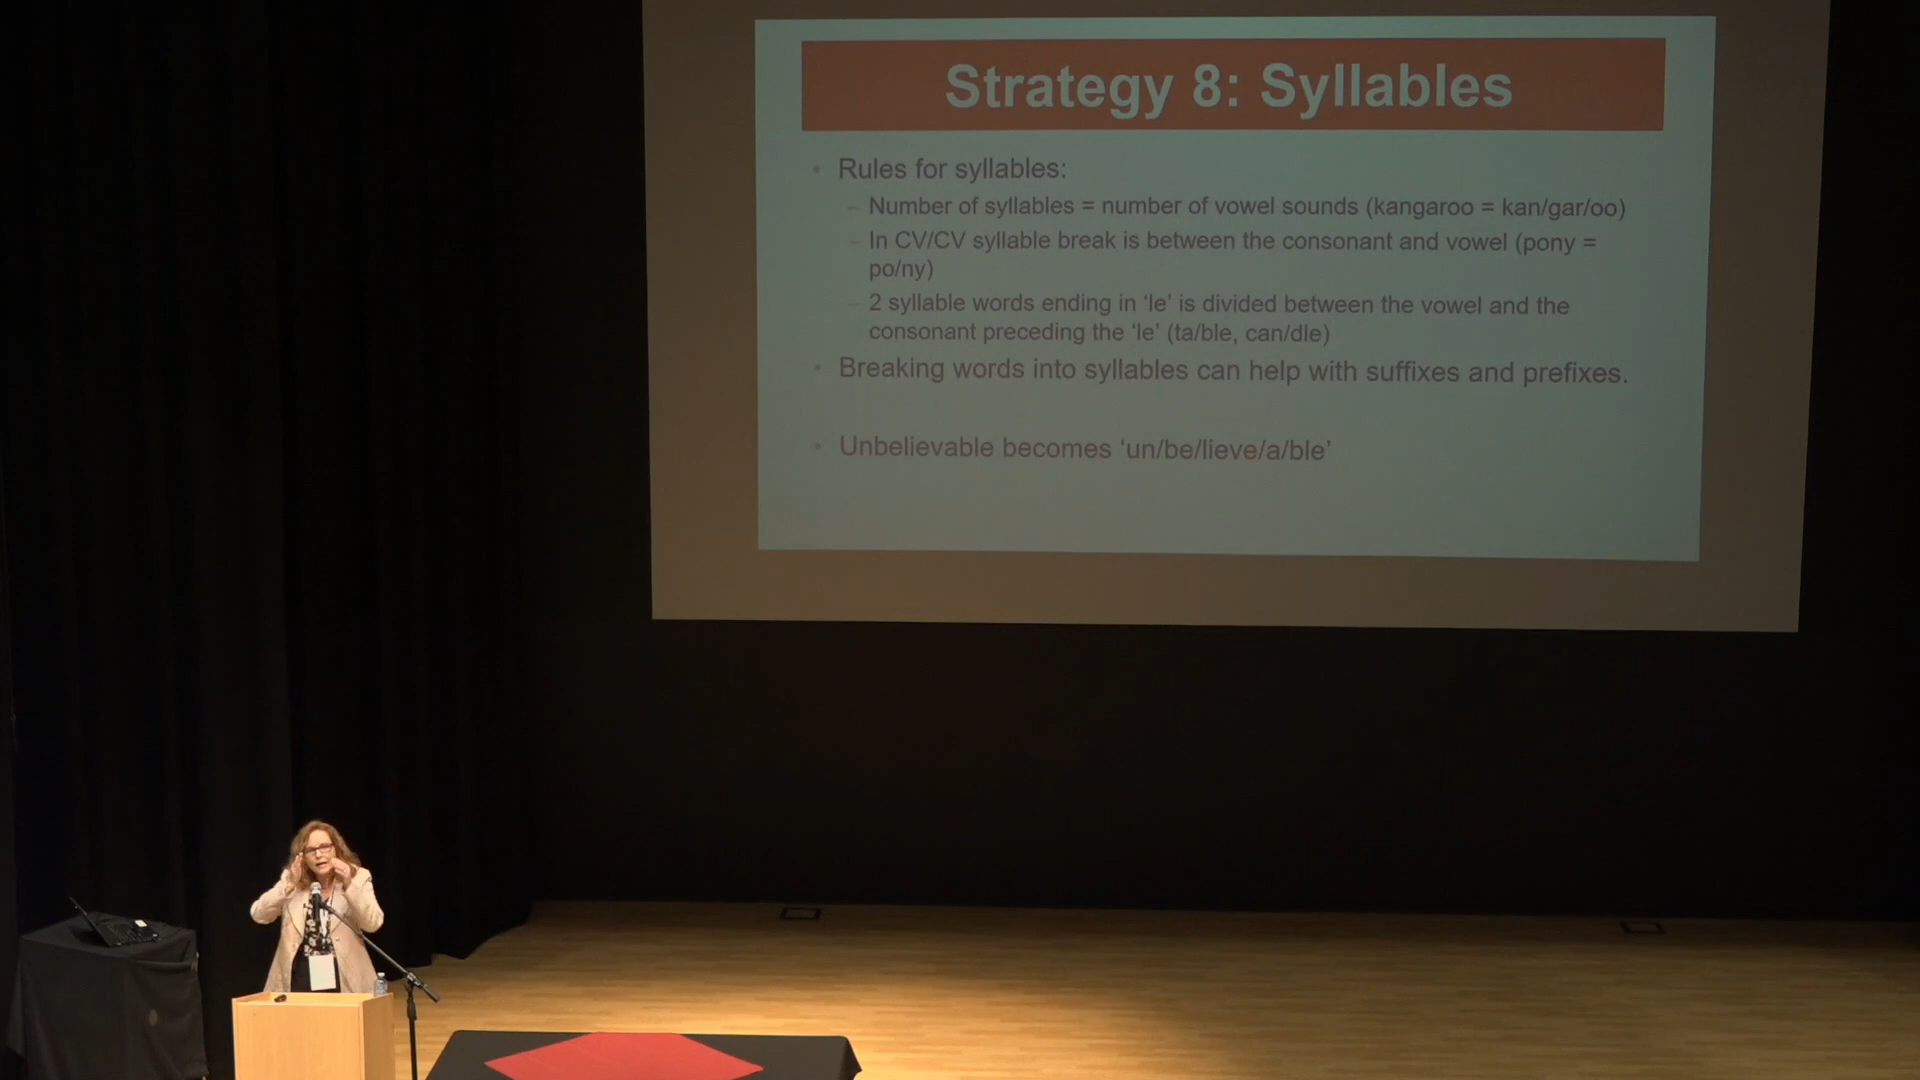 Strategy 8: Syllables
Rules for syllables:
Number of syllables = number of vowel sounds (kangaroo = kan/gar/oo)
In CV/CV syllable break is between the consonant and vowel (pony =
po/ny)
2 syllable words ending in ‘le’ is divided between the vowel and the
consonant preceding the ‘le’ (ta/ble, can/dle)
Breaking words into syllables can help with suffixes and prefixes.
Unbelievable becomes ‘un/be/lieve/a/ble’